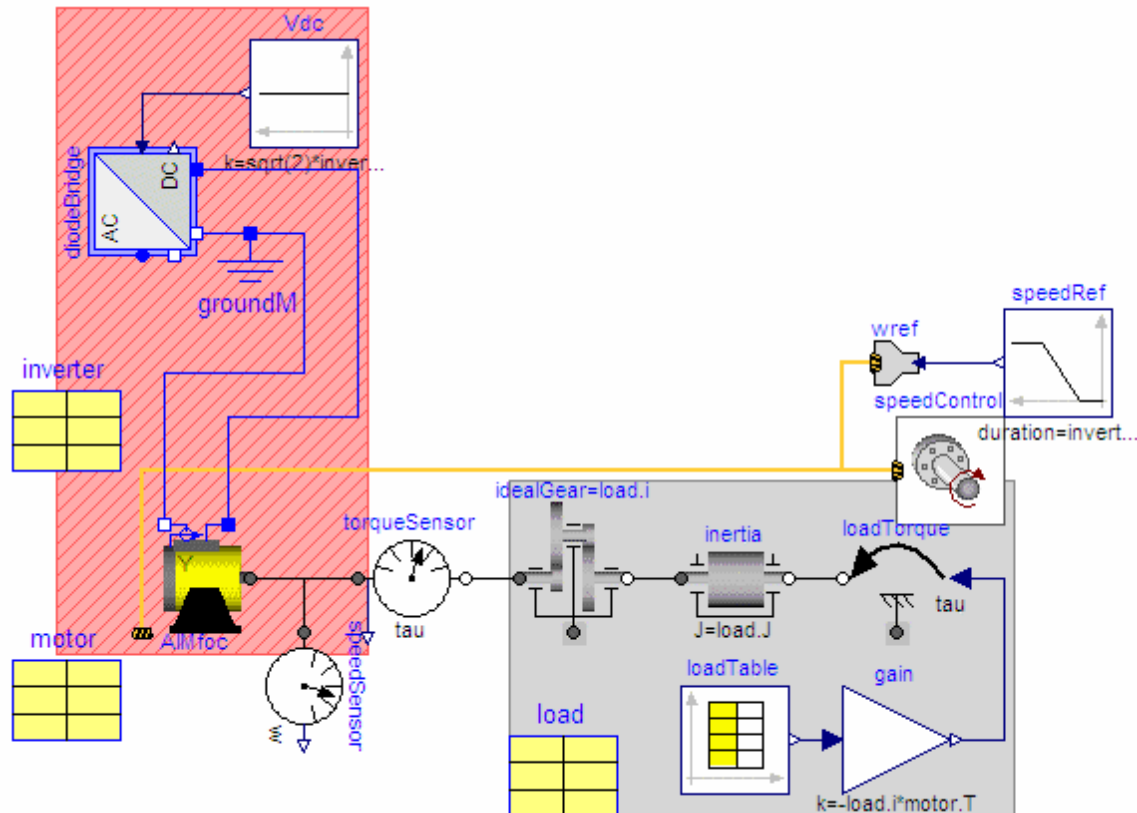 Vdc
k=sqrt(2)*inver...
diodeBridge
AC
DC
groundM
speedRef
wref
inverter
speedControl
duration=invert...
idealGear=load.i
torqueSensor
inertia
loadTorque
Y
tau
J=load.J
tau
motor
AIMfoc
speedSensor
w
loadTable
gain
load
k=-load.i*motor.T